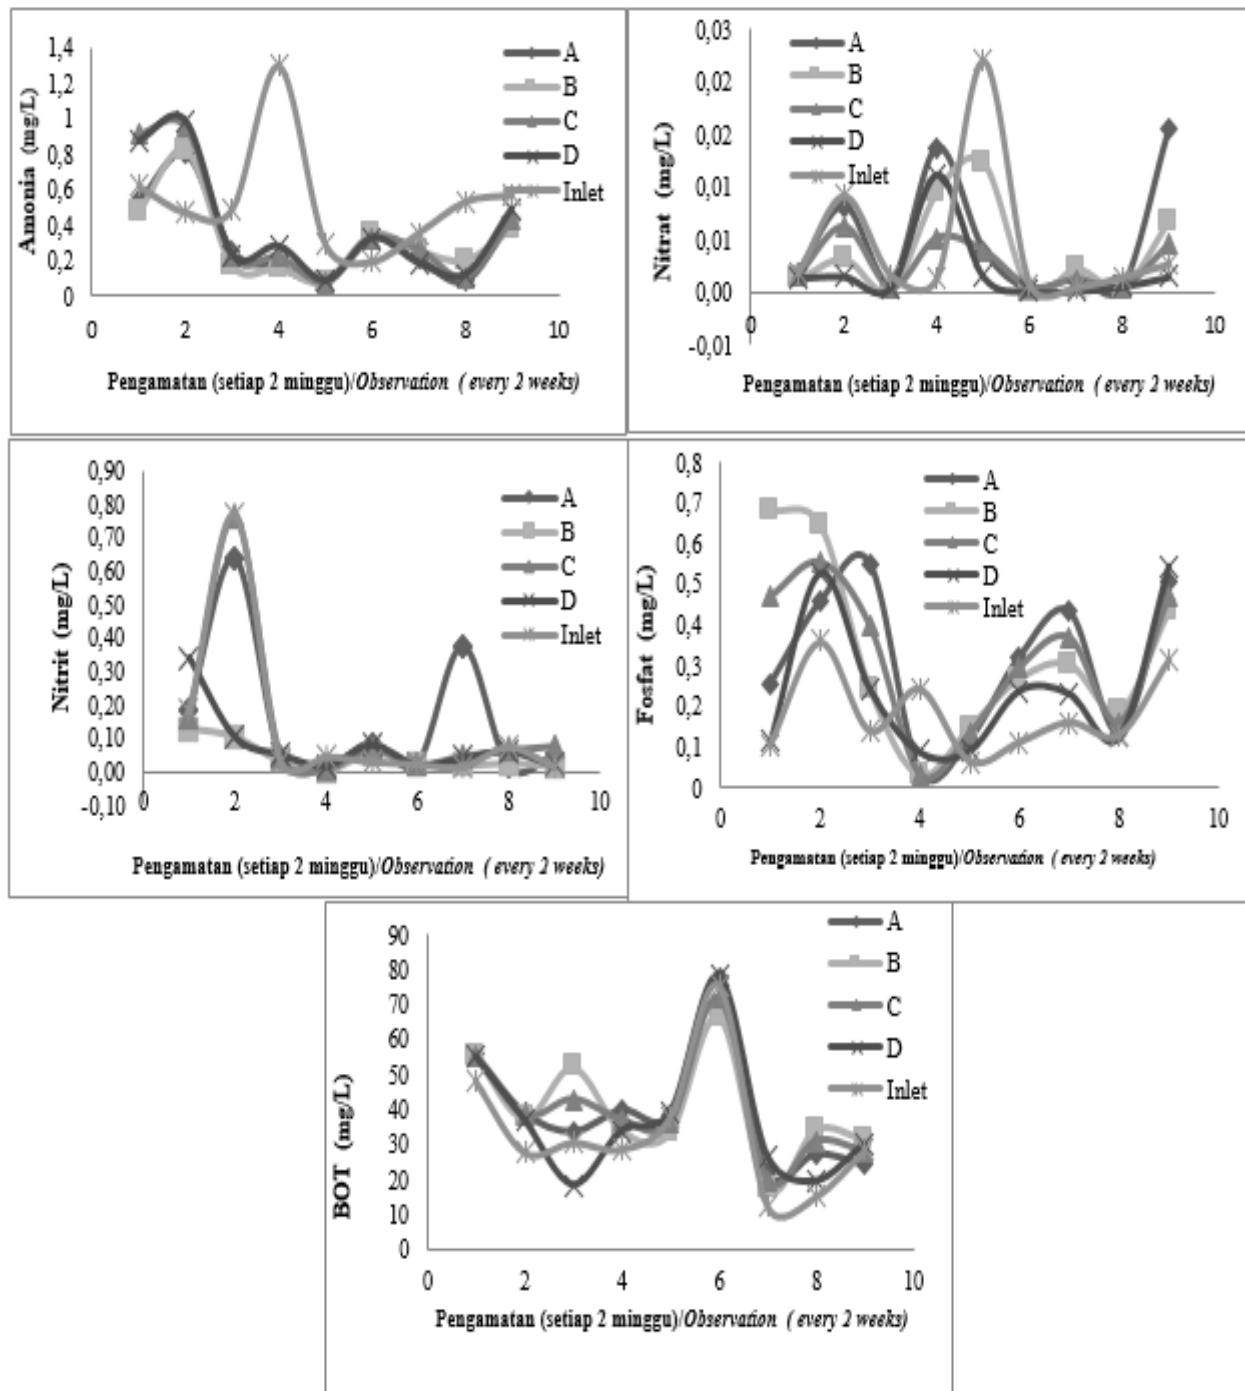 1,4
1,2
1
0,8
0,6
0,4
0,2
0
Amonia (mg/L)
0 2 4 6 8 10
A
B
C
D
Inlet
Pengamatan (setiap 2 minggu)/Observation ( every 2 weeks)
0,03
0,02
0,02
0,01
0,01
0,00
-0,01
Nitrat (mg/L)
0 2 4 6 8 10
A
B
C
D
Inlet
Pengamatan (setiap 2 minggu)/Observation ( every 2 weeks)
0,90
0,80
0,70
0,60
0,50
0,40
0,30
0,20
0,10
0,00
-0,10
Nitrit (mg/L)
0 2 4 6 8 10
A
B
C
D
Inlet
Pengamatan (setiap 2 minggu)/Observation ( every 2 weeks)
0,8
0,7
0,6
0,5
0,4
0,3
0,2
0,1
0
Fosfat (mg/L)
0 2 4 6 8 10
A
B
C
D
Inlet
Pengamatan (setiap 2 minggu)/Observation ( every 2 weeks)
90
80
70
60
50
40
30
20
10
0
BOT (mg/L)
0 2 4 6 8 10
A
B
C
D
Inlet
Pengamatan (setiap 2 minggu)/Observation ( every 2 weeks)